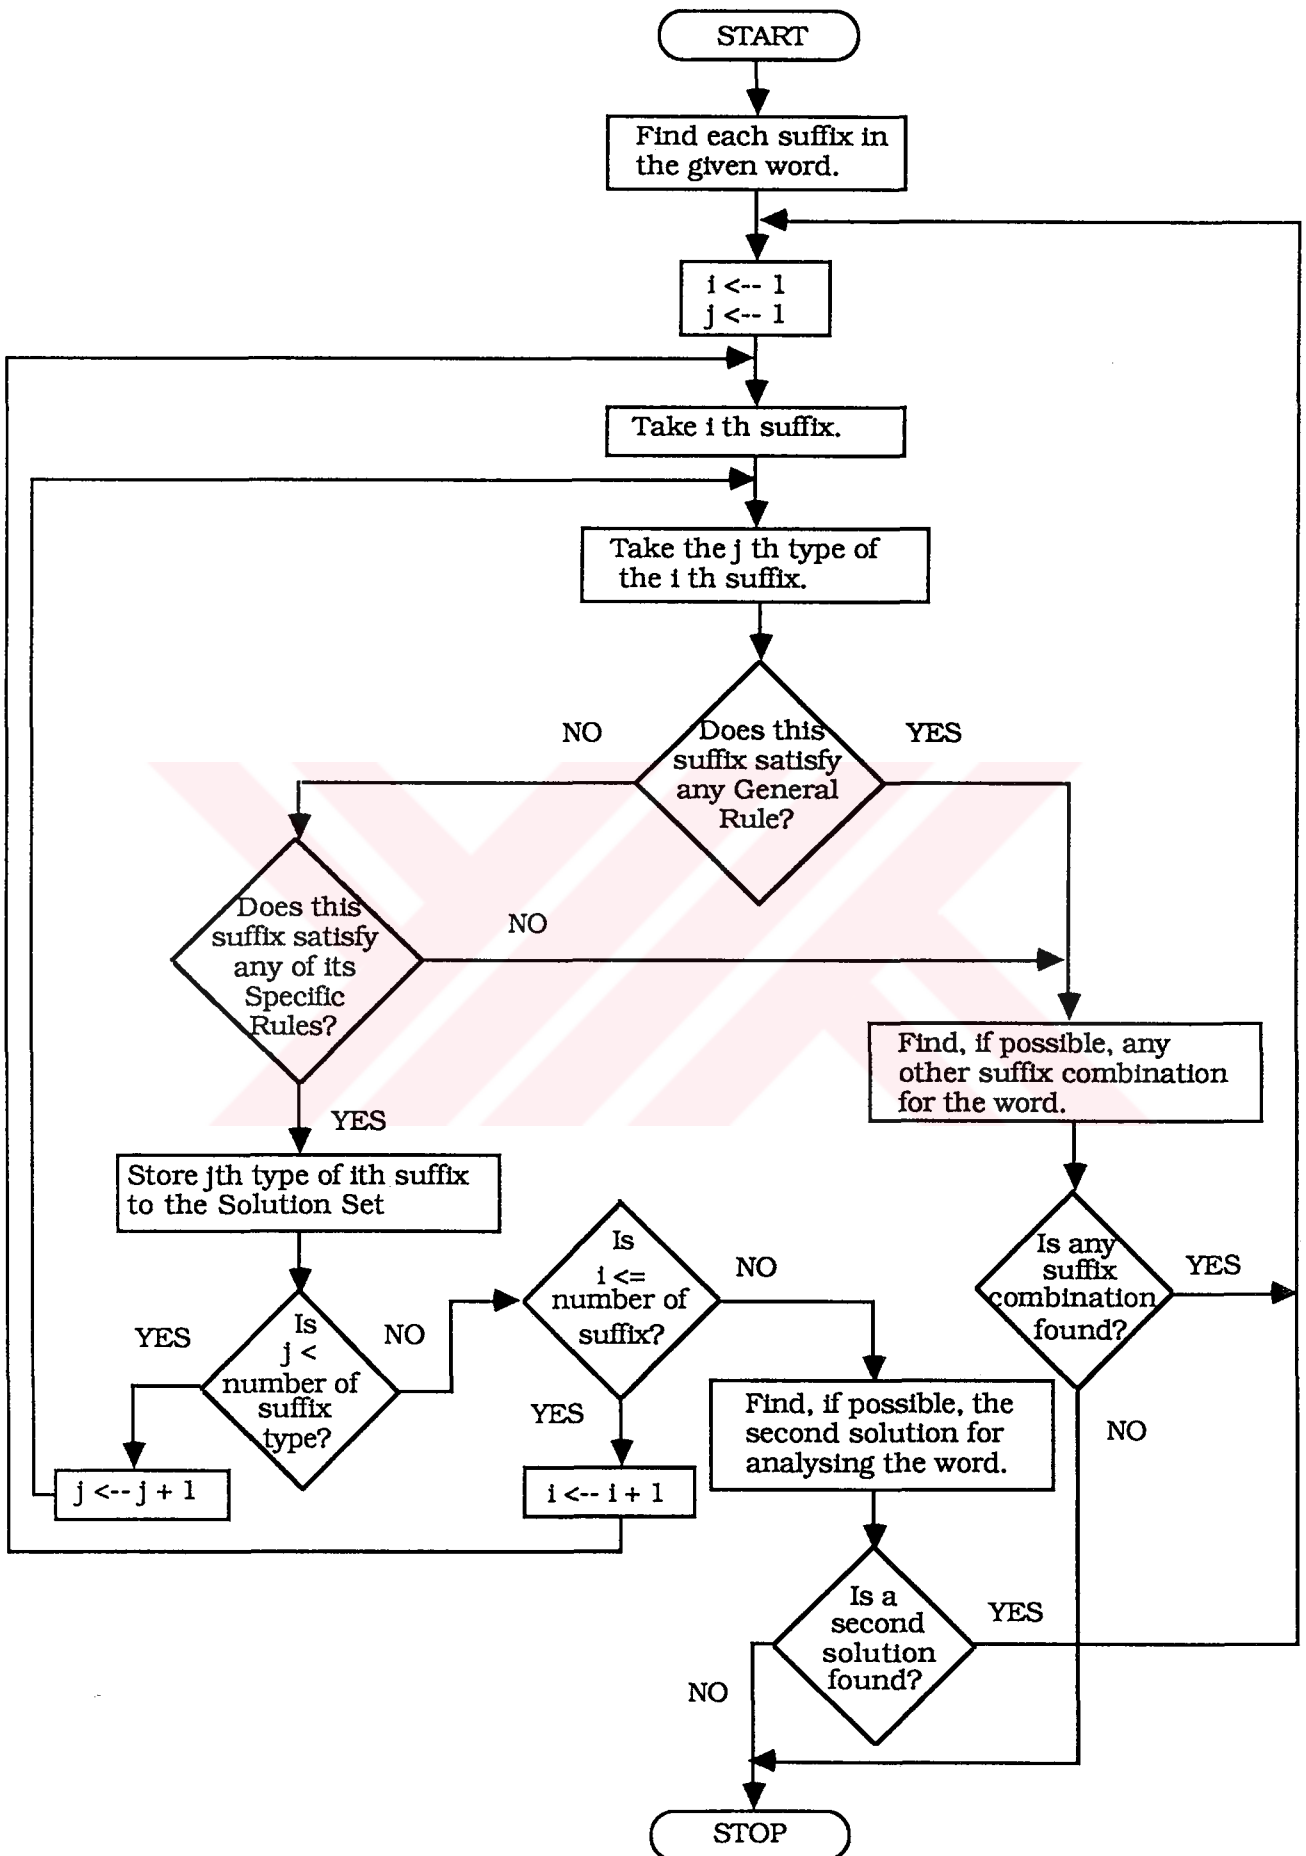 START
Find each suffix in
the given word.
i <-- 1
j <-- 1
Take i th suffix.
Take the j th type of
the i th suffix.
NO
YES
Does this
suffix satisfy
any General
Rule?
Does this
suffix satisfy
any of its
Specific
Rules?
NO
YES
Find, if possible, any
other suffix combination
for the word.
Store jth type of ith suffix
to the Solution Set
Is
i <=
number of
suffix?
NO
YES
Is any
suffix
combination
found?
YES
NO
YES
Is
j <
number of
suffix
type?
NO
j <-- j + 1
i <-- i + 1
Find, if possible, the
second solution for
analysing the word.
Is a
second
solution
found?
YES
NO
STOP